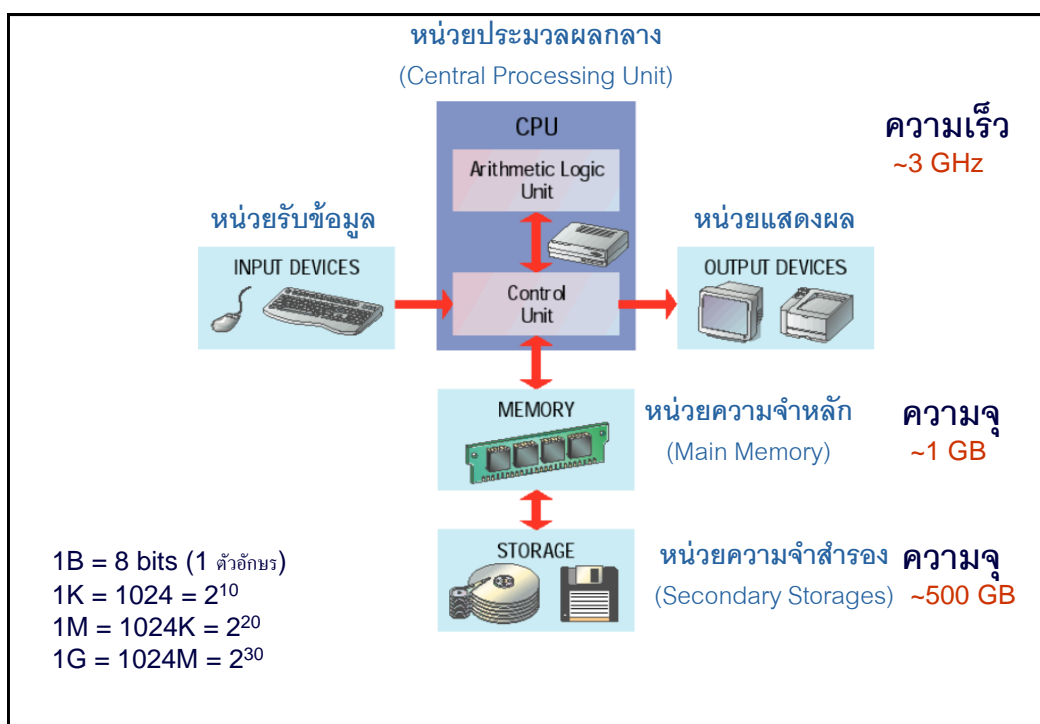 หน่วยประมวลผลกลาง
(Central Processing Unit)
CPU
ความเร็ว
~3 GHz
Arithmetic Logic
Unit
หน่วยรับข้อมูล
หน่วยแสดงผล
INPUT DEVICES
OUTPUT DEVICES
Control
Unit
MEMORY
หน่วยความจำหลัก
(Main Memory)
ความจุ
~1 GB
STORAGE
หน่วยความจำสำรอง
(Secondary Storages)
ความจุ
~500 GB
1B = 8 bits (1 ตัวอักษร)
1K = 1024 = 2¹⁰
1M = 1024K = 2²⁰
1G = 1024M = 2³⁰